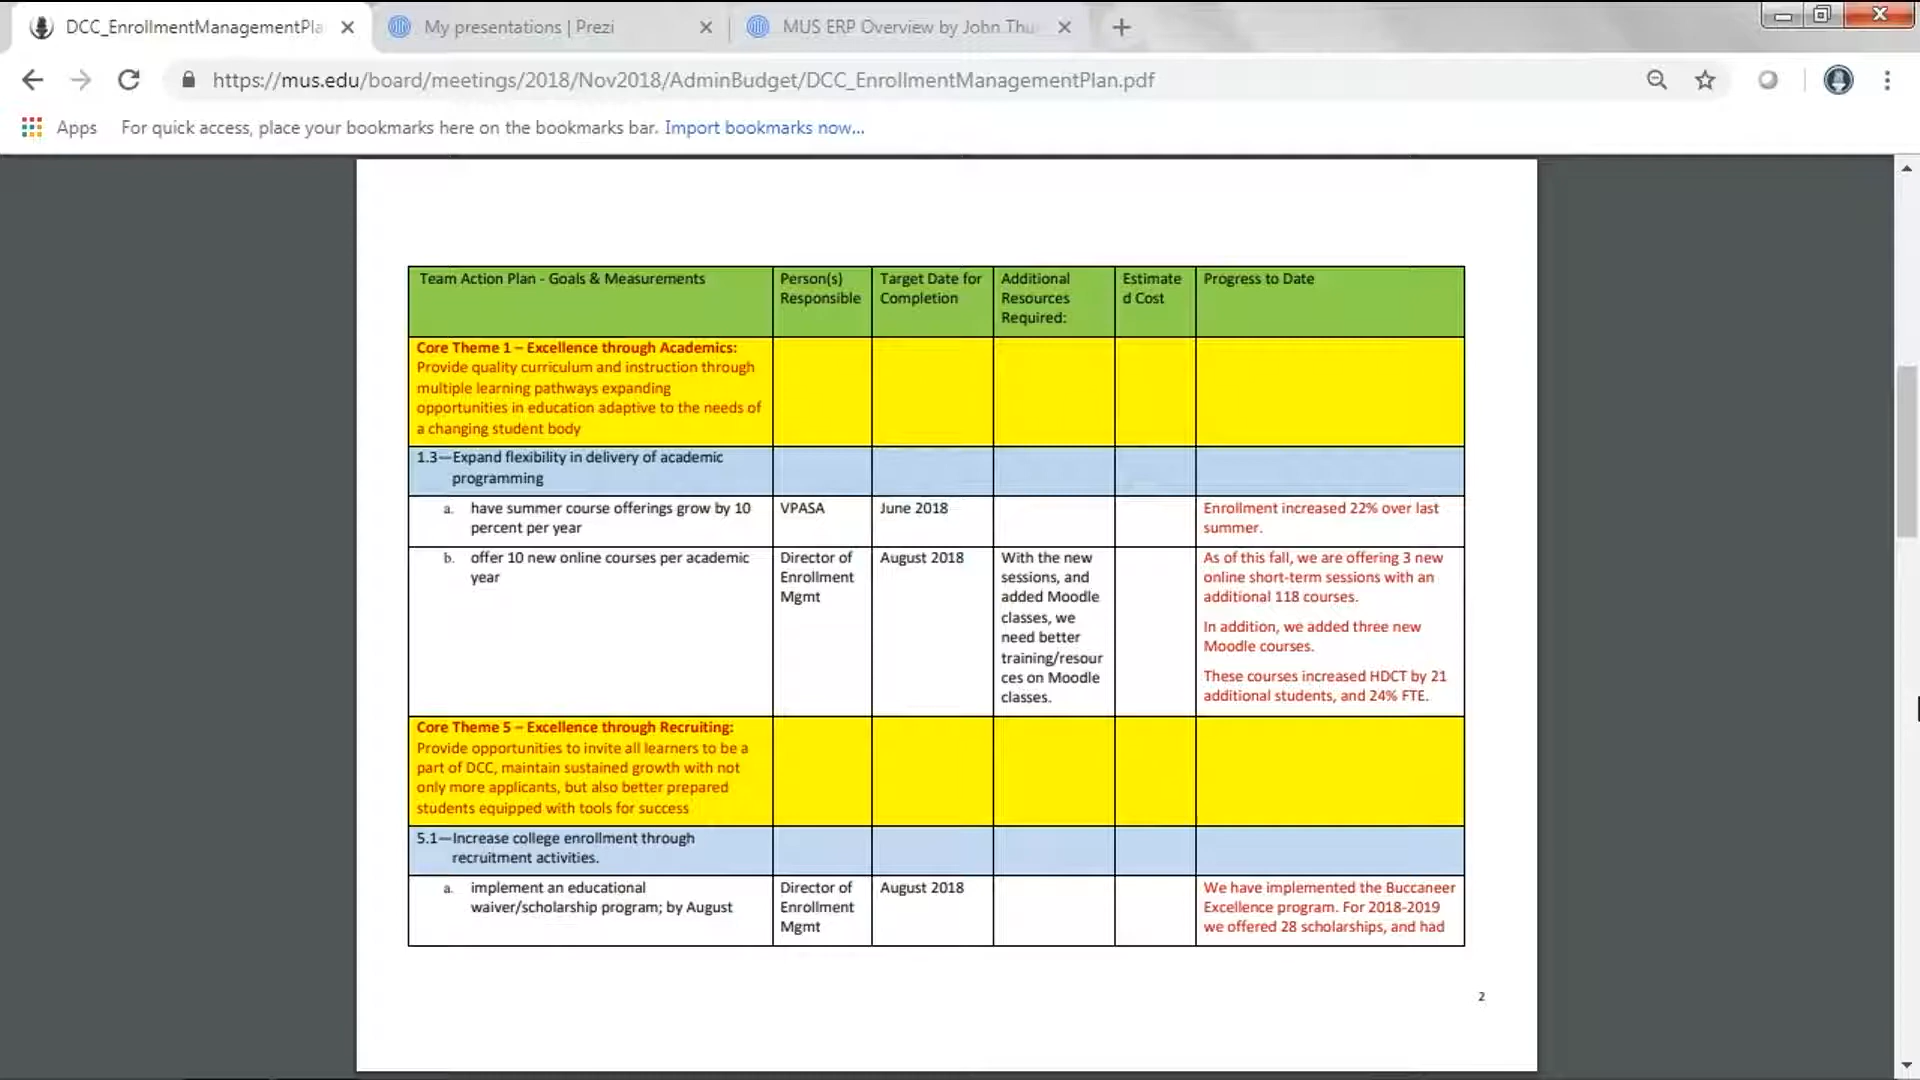 DCC_EnrollmentManagementPla
My presentations | Prezi
MUS ERP Overview by John Thu
https://mus.edu/board/meetings/2018/Nov2018/AdminBudget/DCC_EnrollmentManagementPlan.pdf
Apps
For quick access, place your bookmarks here on the bookmarks bar. Import bookmarks now...
Team Action Plan - Goals & Measurements
Person(s)
Responsible
Target Date for
Completion
Additional
Resources
Required:
Estimate
d Cost
Progress to Date
Core Theme 1 – Excellence through Academics:
Provide quality curriculum and instruction through
multiple learning pathways expanding
opportunities in education adaptive to the needs of
a changing student body
1.3—Expand flexibility in delivery of academic
programming
a. have summer course offerings grow by 10
percent per year
VPASA
June 2018
Enrollment increased 22% over last
summer.
b. offer 10 new online courses per academic
year
Director of
Enrollment
Mgmt
August 2018
With the new
sessions, and
added Moodle
classes, we
need better
training/resour
ces on Moodle
classes.
As of this fall, we are offering 3 new
online short-term sessions with an
additional 118 courses.
In addition, we added three new
Moodle courses.
These courses increased HDCT by 21
additional students, and 24% FTE.
Core Theme 5 – Excellence through Recruiting:
Provide opportunities to invite all learners to be a
part of DCC, maintain sustained growth with not
only more applicants, but also better prepared
students equipped with tools for success
5.1—Increase college enrollment through
recruitment activities.
a. implement an educational
waiver/scholarship program; by August
Director of
Enrollment
Mgmt
August 2018
We have implemented the Buccaneer
Excellence program. For 2018-2019
we offered 28 scholarships, and had
2